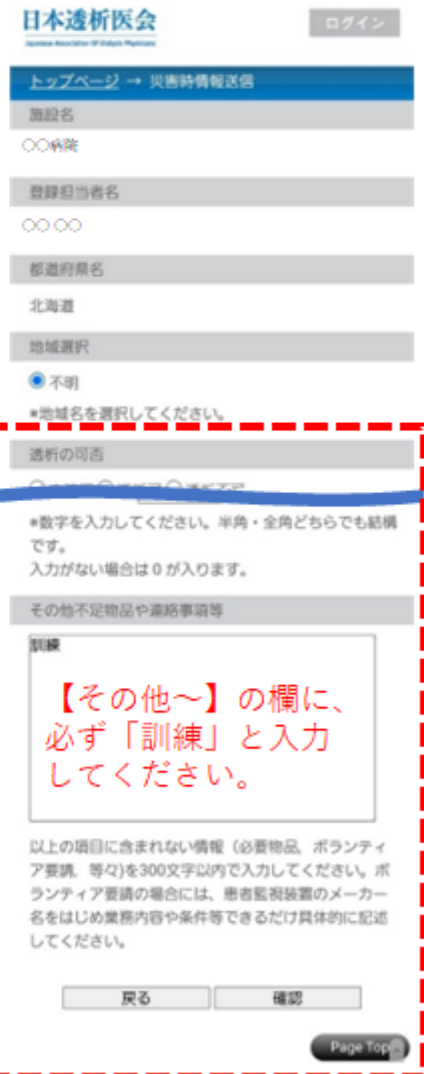 日本透析医会
Japanese Association of Dialysis Physicians
ログイン
トップページ → 災害時情報送信
施設名
○○病院
登録担当者名
○○ ○○
都道府県名
北海道
地域選択
不明
*地域名を選択してください。
透析の可否
*数字を入力してください。半角・全角どちらでも結構
です。
入力がない場合は 0 が入ります。
その他不足物品や連絡事項等
訓練
【その他～】の欄に、
必ず「訓練」と入力
してください。
以上の項目に含まれない情報（必要物品、ボランティ
ア要請、等々)を300文字以内で入力してください。ボ
ランティア要請の場合には、患者監視装置のメーカー
名をはじめ業務内容や条件等できるだけ具体的に記述
してください。
戻る
確認
Page Top